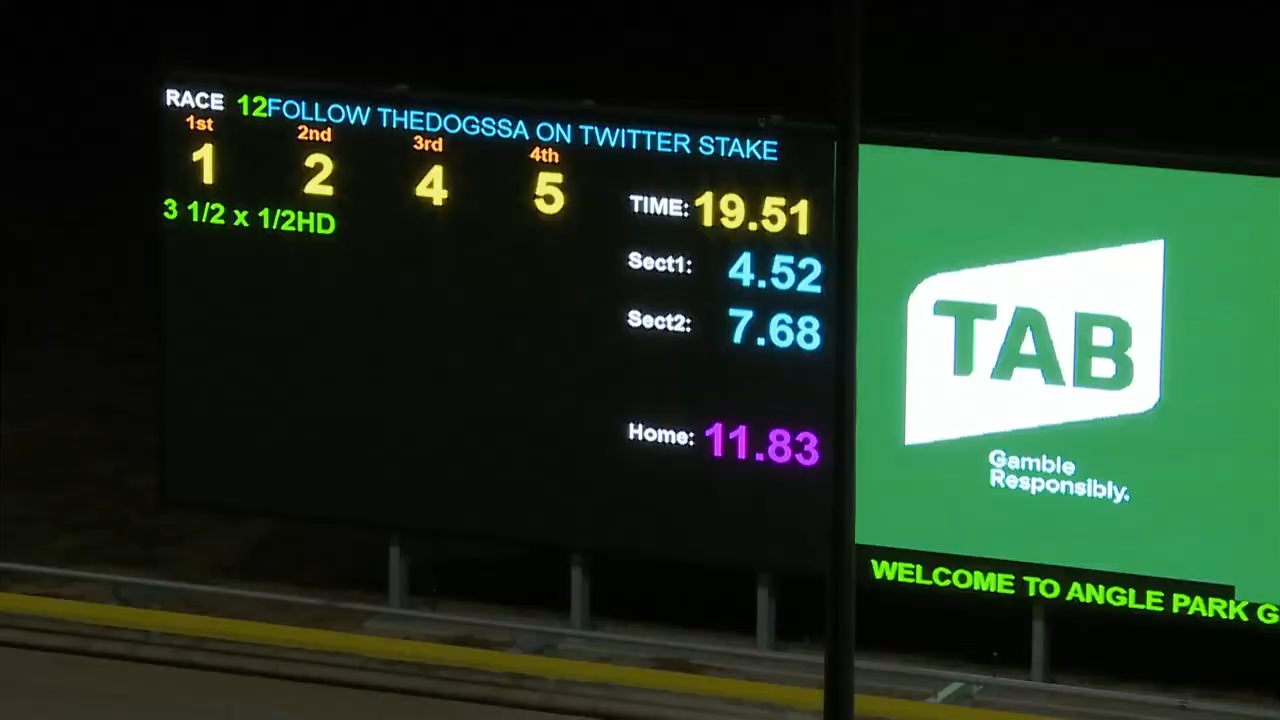 RACE 12FOLLOW THEDOGSSA ON TWITTER STAKE
1st 2nd 3rd 4th
1 2 4 5
3 1/2 x 1/2HD
TIME: 19.51
Sect1: 4.52
Sect2: 7.68
Home: 11.83
TAB
Gamble
Responsibly.
WELCOME TO ANGLE PARK G